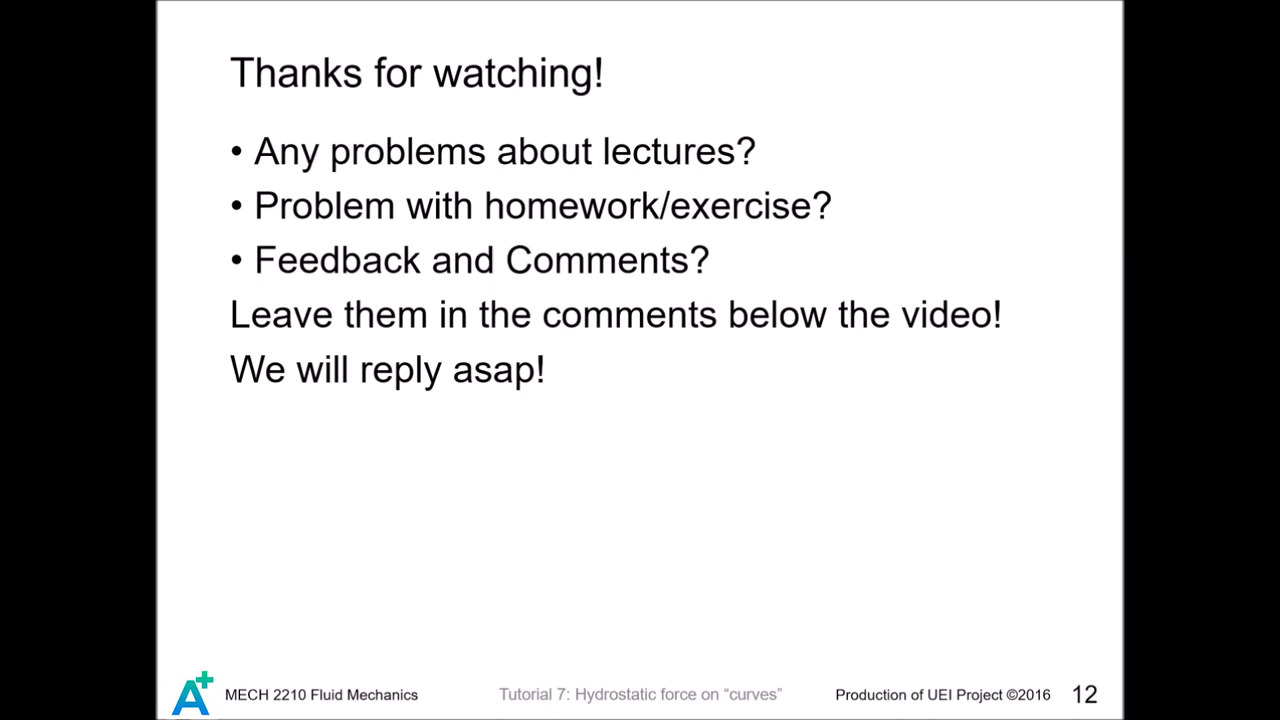 Thanks for watching!
• Any problems about lectures?
• Problem with homework/exercise?
• Feedback and Comments?
Leave them in the comments below the video!
We will reply asap!
A+
MECH 2210 Fluid Mechanics
Tutorial 7: Hydrostatic force on “curves”
Production of UEI Project ©2016
12